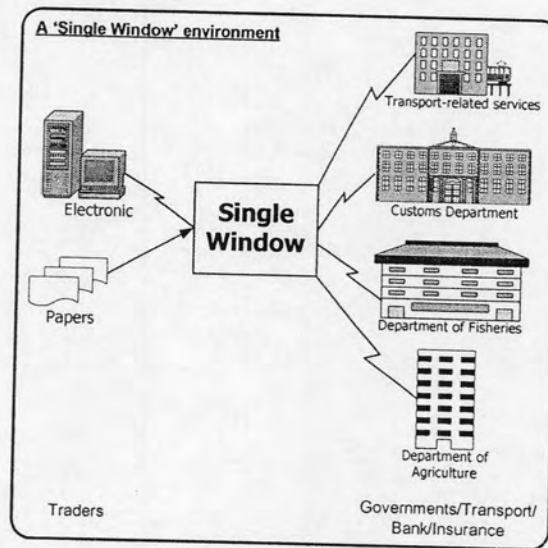 A 'Single Window' environment
Transport-related services
Electronic
Single
Window
Customs Department
Papers
Department of Fisheries
Department of
Agriculture
Traders
Governments/Transport/
Bank/Insurance